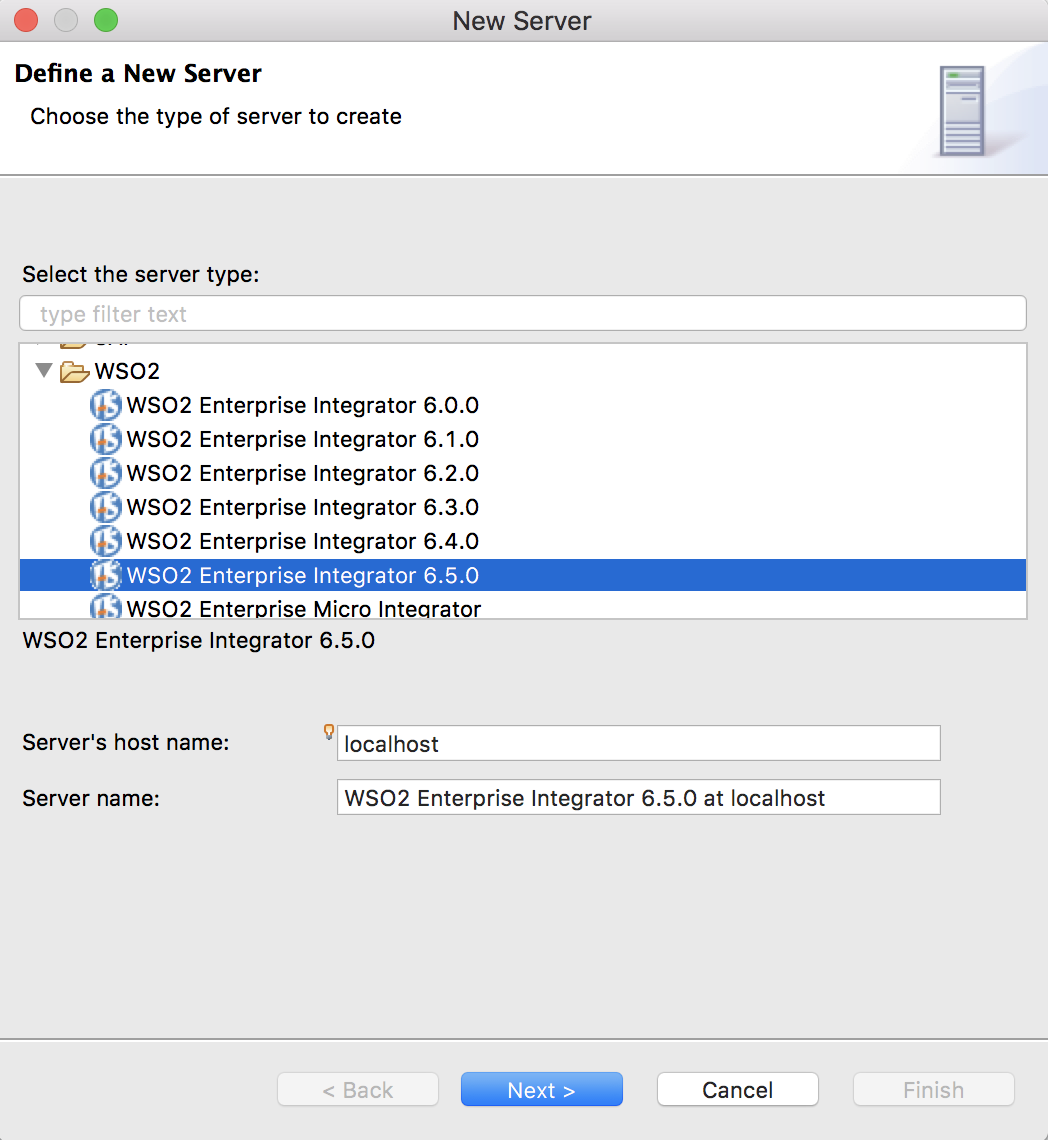 New Server
Define a New Server
Choose the type of server to create
Select the server type:
type filter text
WSO2
WSO2 Enterprise Integrator 6.0.0
WSO2 Enterprise Integrator 6.1.0
WSO2 Enterprise Integrator 6.2.0
WSO2 Enterprise Integrator 6.3.0
WSO2 Enterprise Integrator 6.4.0
WSO2 Enterprise Integrator 6.5.0
WSO2 Enterprise Micro Integrator
WSO2 Enterprise Integrator 6.5.0
Server's host name: localhost
Server name: WSO2 Enterprise Integrator 6.5.0 at localhost
< Back Next > Cancel Finish